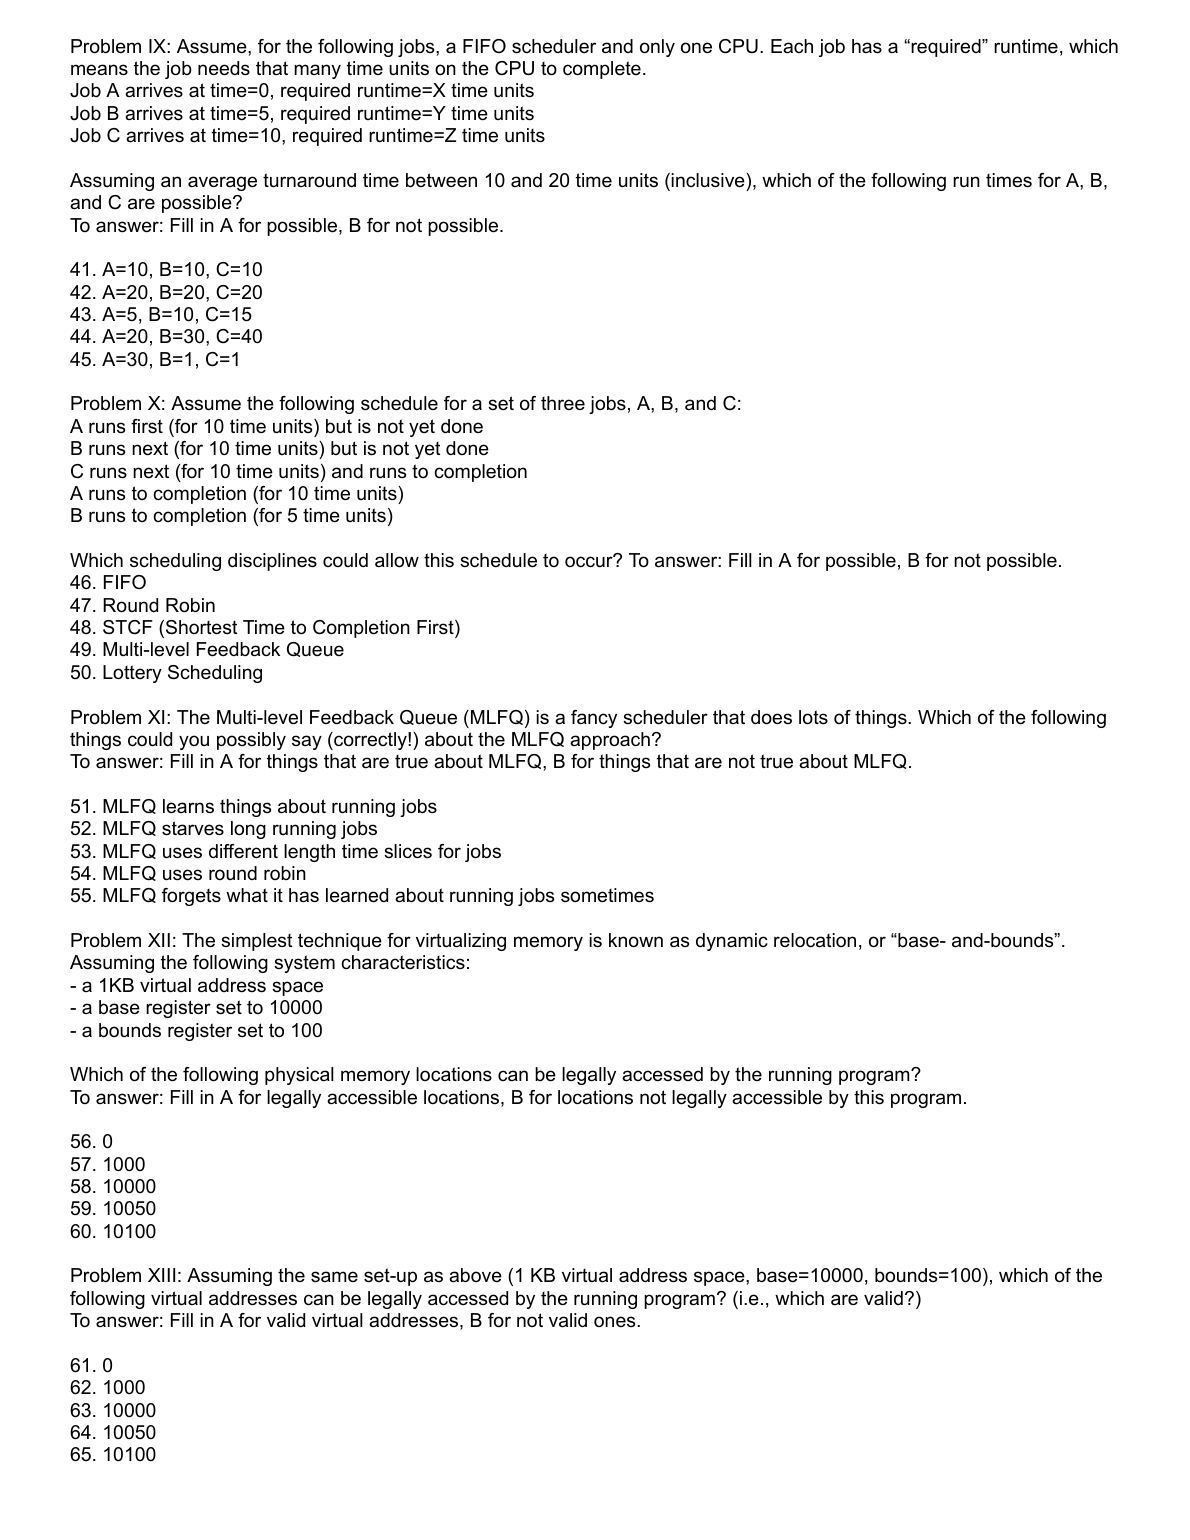 Problem IX: Assume, for the following jobs, a FIFO scheduler and only one CPU. Each job has a “required” runtime, which
means the job needs that many time units on the CPU to complete.
Job A arrives at time=0, required runtime=X time units
Job B arrives at time=5, required runtime=Y time units
Job C arrives at time=10, required runtime=Z time units
Assuming an average turnaround time between 10 and 20 time units (inclusive), which of the following run times for A, B,
and C are possible?
To answer: Fill in A for possible, B for not possible.
41. A=10, B=10, C=10
42. A=20, B=20, C=20
43. A=5, B=10, C=15
44. A=20, B=30, C=40
45. A=30, B=1, C=1
Problem X: Assume the following schedule for a set of three jobs, A, B, and C:
A runs first (for 10 time units) but is not yet done
B runs next (for 10 time units) but is not yet done
C runs next (for 10 time units) and runs to completion
A runs to completion (for 10 time units)
B runs to completion (for 5 time units)
Which scheduling disciplines could allow this schedule to occur? To answer: Fill in A for possible, B for not possible.
46. FIFO
47. Round Robin
48. STCF (Shortest Time to Completion First)
49. Multi-level Feedback Queue
50. Lottery Scheduling
Problem XI: The Multi-level Feedback Queue (MLFQ) is a fancy scheduler that does lots of things. Which of the following
things could you possibly say (correctly!) about the MLFQ approach?
To answer: Fill in A for things that are true about MLFQ, B for things that are not true about MLFQ.
51. MLFQ learns things about running jobs
52. MLFQ starves long running jobs
53. MLFQ uses different length time slices for jobs
54. MLFQ uses round robin
55. MLFQ forgets what it has learned about running jobs sometimes
Problem XII: The simplest technique for virtualizing memory is known as dynamic relocation, or “base- and-bounds”.
Assuming the following system characteristics:
- a 1KB virtual address space
- a base register set to 10000
- a bounds register set to 100
Which of the following physical memory locations can be legally accessed by the running program?
To answer: Fill in A for legally accessible locations, B for locations not legally accessible by this program.
56. 0
57. 1000
58. 10000
59. 10050
60. 10100
Problem XIII: Assuming the same set-up as above (1 KB virtual address space, base=10000, bounds=100), which of the
following virtual addresses can be legally accessed by the running program? (i.e., which are valid?)
To answer: Fill in A for valid virtual addresses, B for not valid ones.
61. 0
62. 1000
63. 10000
64. 10050
65. 10100